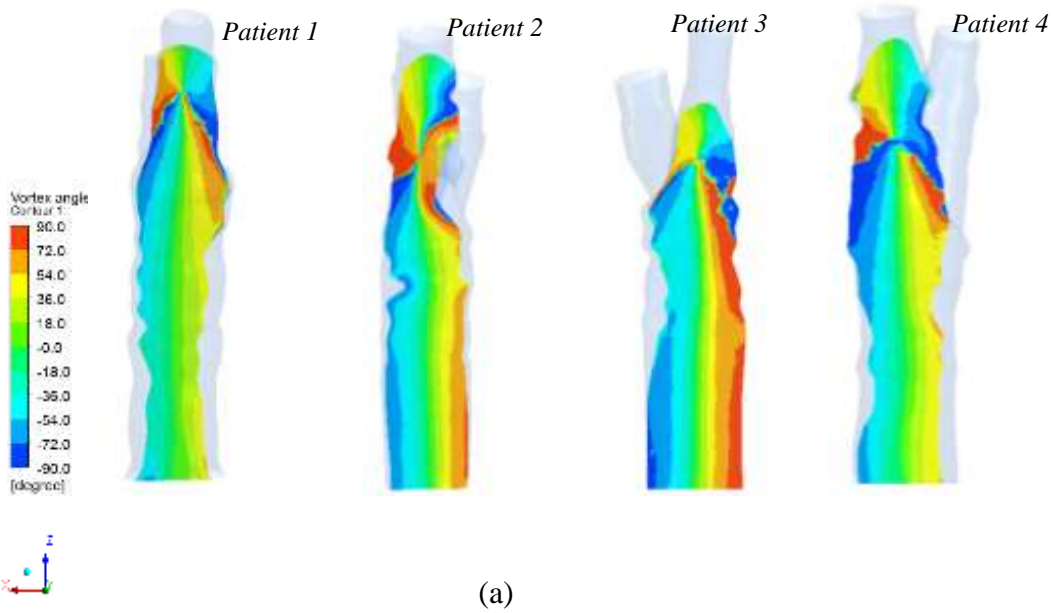 Patient 1
Patient 2
Patient 3
Patient 4
Vortex angle
Contour 1
90.0
72.0
54.0
36.0
18.0
-0.0
-18.0
-36.0
-54.0
-72.0
-90.0
[degree]
Z
X
Y
(a)